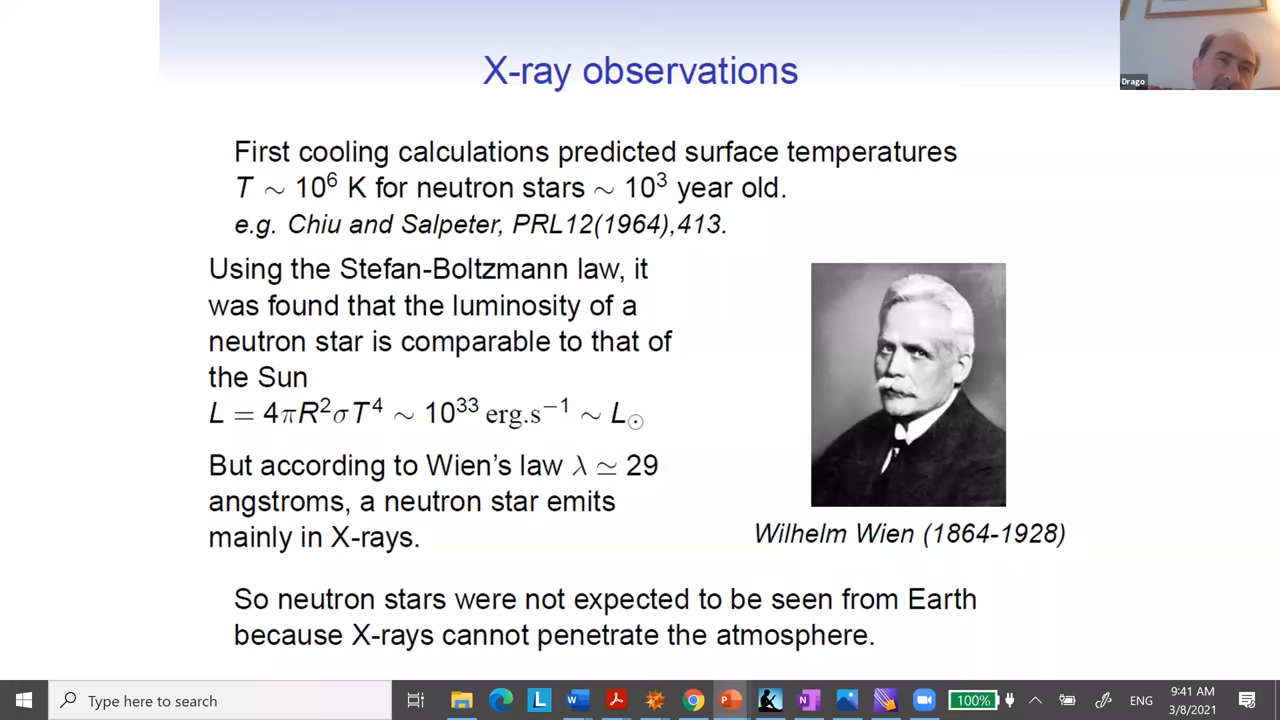 X-ray observations
Drago
First cooling calculations predicted surface temperatures
T ∼ 10⁶ K for neutron stars ∼ 10³ year old.
e.g. Chiu and Salpeter, PRL12(1964),413.
Using the Stefan-Boltzmann law, it
was found that the luminosity of a
neutron star is comparable to that of
the Sun
L = 4πR²σT⁴ ∼ 10³³ erg.s⁻¹ ∼ L☉
But according to Wien's law λ ≃ 29
angstroms, a neutron star emits
mainly in X-rays.
Wilhelm Wien (1864-1928)
So neutron stars were not expected to be seen from Earth
because X-rays cannot penetrate the atmosphere.
Type here to search
100%
ENG
9:41 AM
3/8/2021